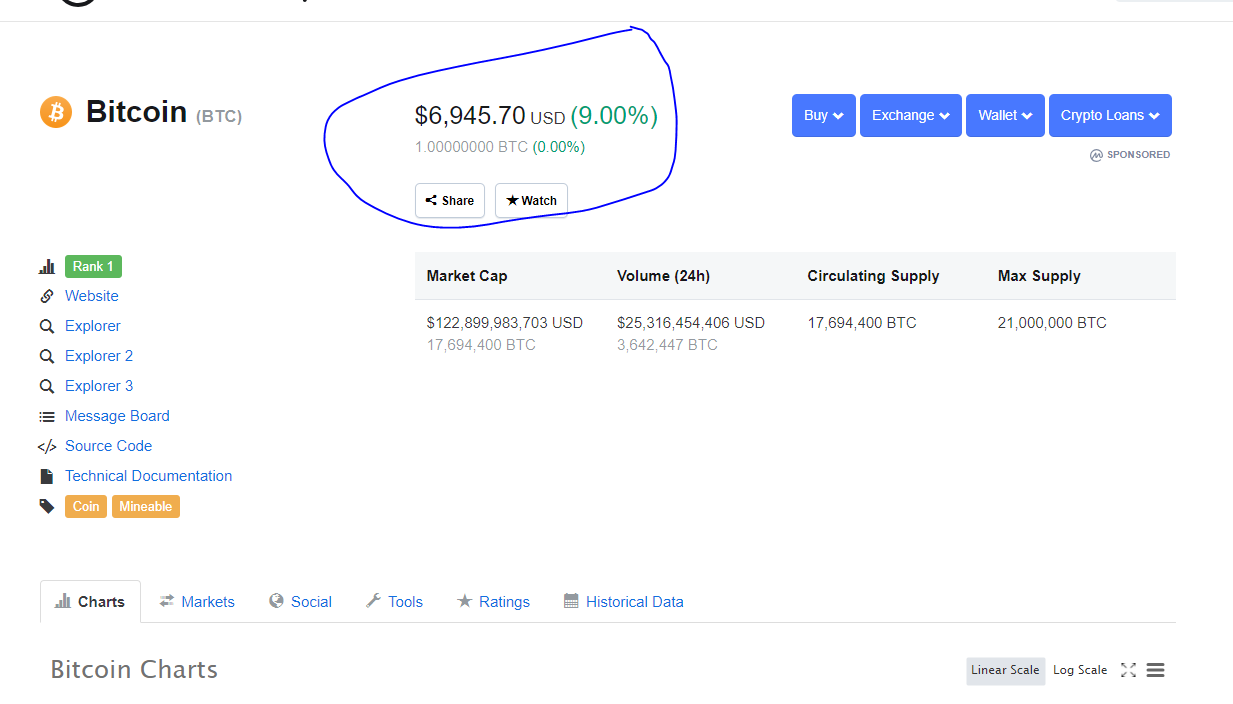 Bitcoin (BTC)
$6,945.70 USD (9.00%)
1.00000000 BTC (0.00%)
Share Watch
Buy Exchange Wallet Crypto Loans
SPONSORED
Rank 1
Website
Explorer
Explorer 2
Explorer 3
Message Board
Source Code
Technical Documentation
Coin Mineable
Market Cap Volume (24h) Circulating Supply Max Supply
$122,899,983,703 USD $25,316,454,406 USD 17,694,400 BTC 21,000,000 BTC
17,694,400 BTC 3,642,447 BTC
Charts Markets Social Tools Ratings Historical Data
Bitcoin Charts
Linear Scale Log Scale